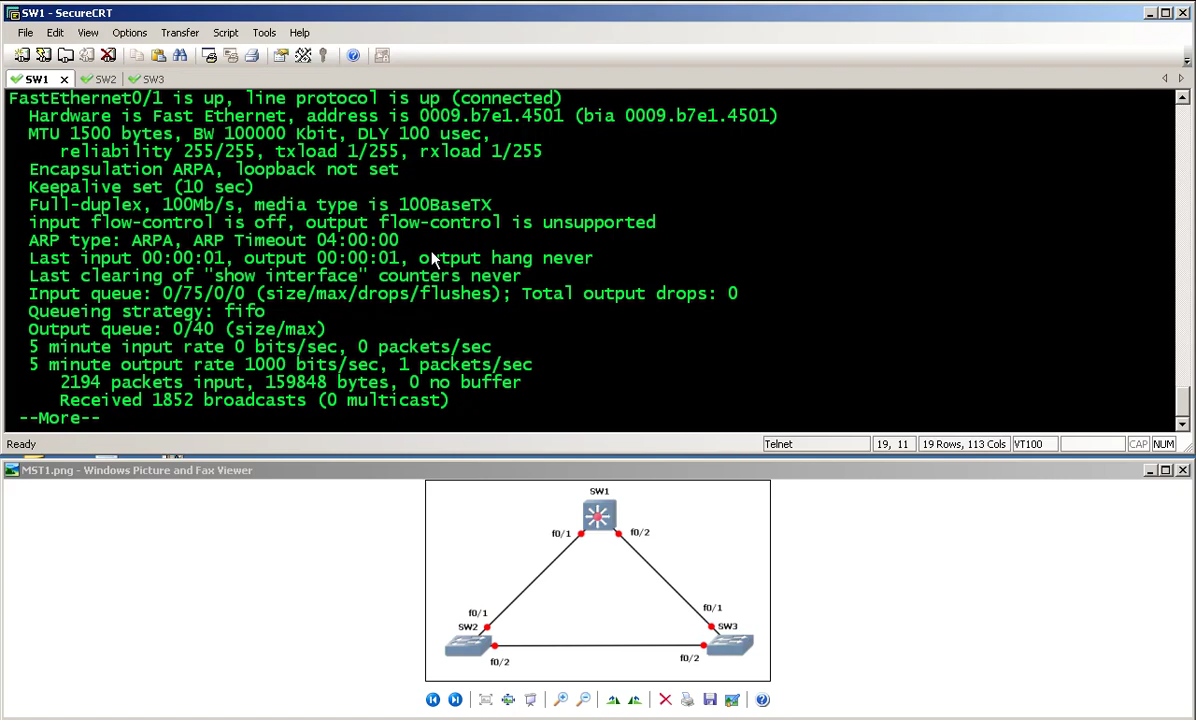 SW1 - SecureCRT
File Edit View Options Transfer Script Tools Help
SW1 SW2 SW3
FastEthernet0/1 is up, line protocol is up (connected)
Hardware is Fast Ethernet, address is 0009.b7e1.4501 (bia 0009.b7e1.4501)
MTU 1500 bytes, BW 100000 Kbit, DLY 100 usec,
reliability 255/255, txload 1/255, rxload 1/255
Encapsulation ARPA, loopback not set
Keepalive set (10 sec)
Full-duplex, 100Mb/s, media type is 100BaseTX
input flow-control is off, output flow-control is unsupported
ARP type: ARPA, ARP Timeout 04:00:00
Last input 00:00:01, output 00:00:01, output hang never
Last clearing of "show interface" counters never
Input queue: 0/75/0/0 (size/max/drops/flushes); Total output drops: 0
Queueing strategy: fifo
Output queue: 0/40 (size/max)
5 minute input rate 0 bits/sec, 0 packets/sec
5 minute output rate 1000 bits/sec, 1 packets/sec
2194 packets input, 159848 bytes, 0 no buffer
Received 1852 broadcasts (0 multicast)
--More--
Ready Telnet 19, 11 19 Rows, 113 Cols VT100 CAP NUM
MST1.png - Windows Picture and Fax Viewer
SW1
f0/1 f0/2
f0/1 f0/1
SW2 SW3
f0/2 f0/2